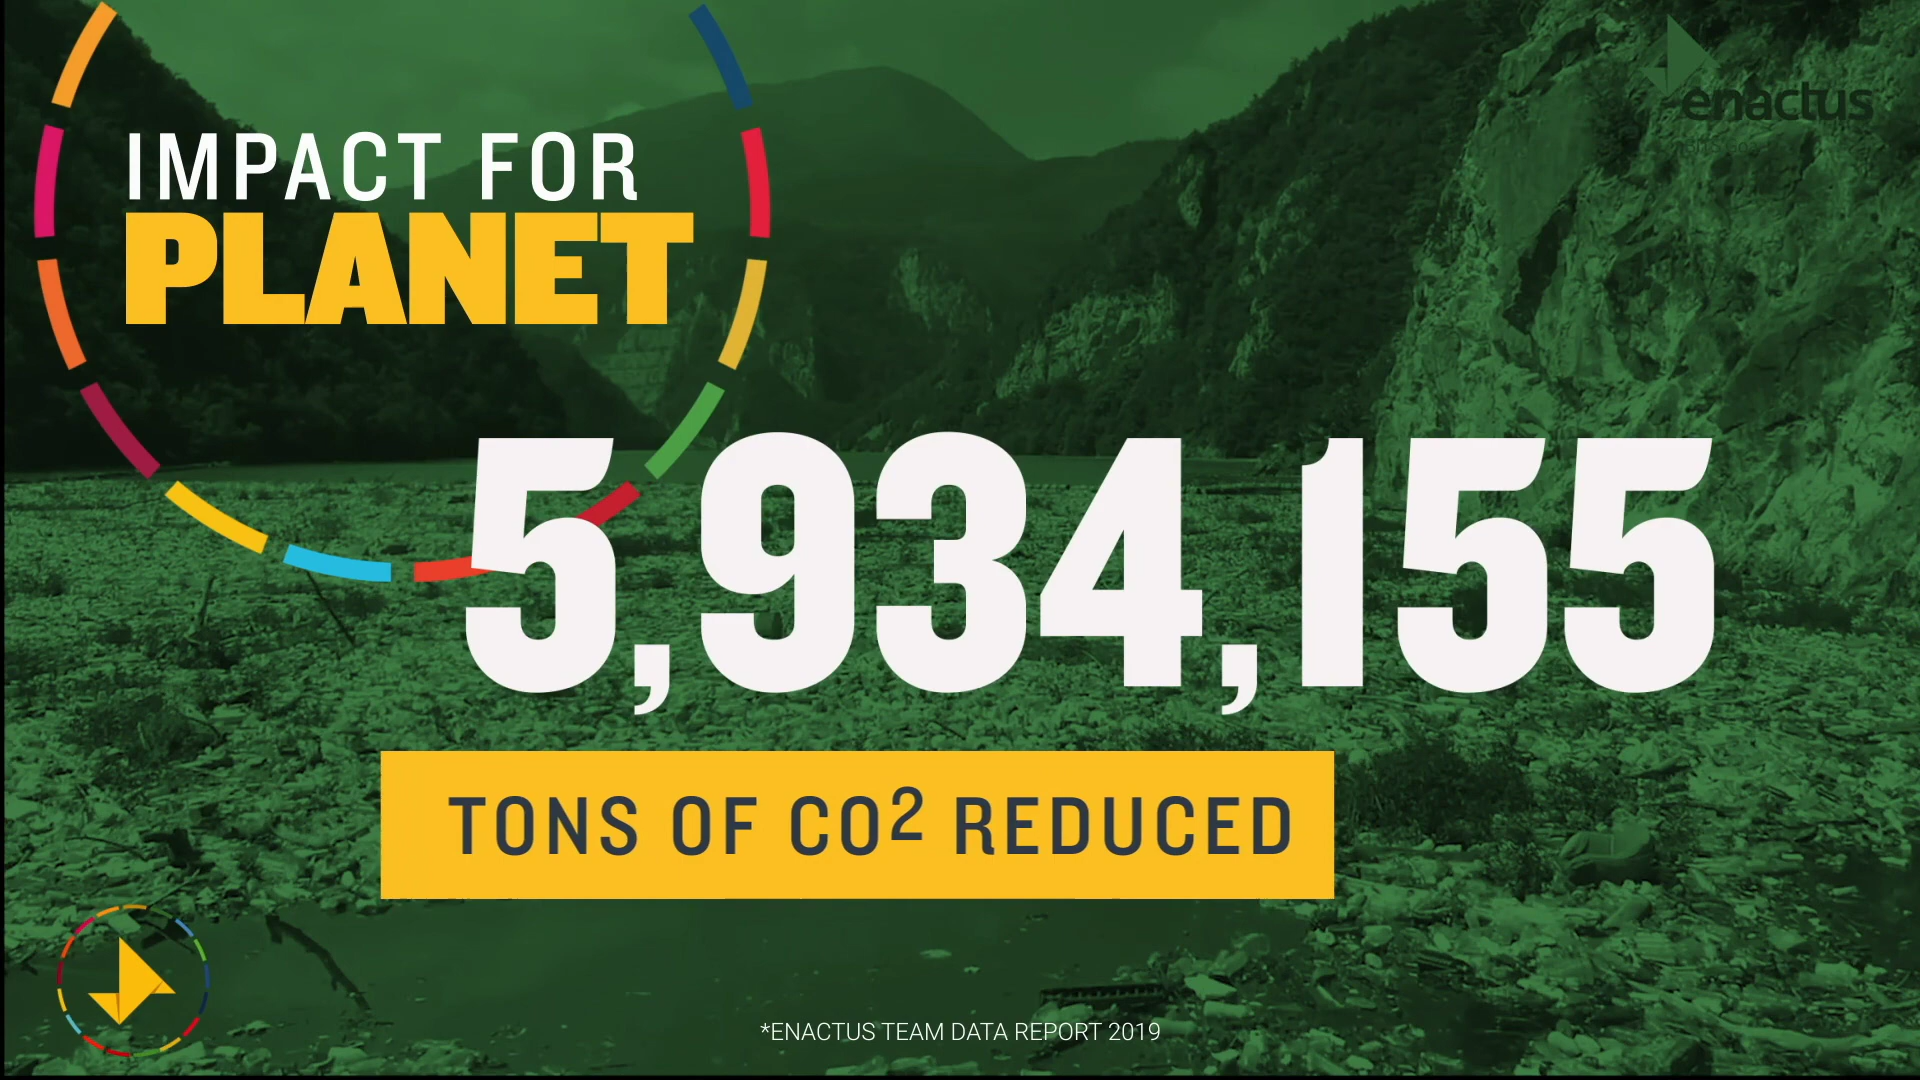 enactus
IMPACT FOR
PLANET
5,934,155
TONS OF CO² REDUCED
*ENACTUS TEAM DATA REPORT 2019